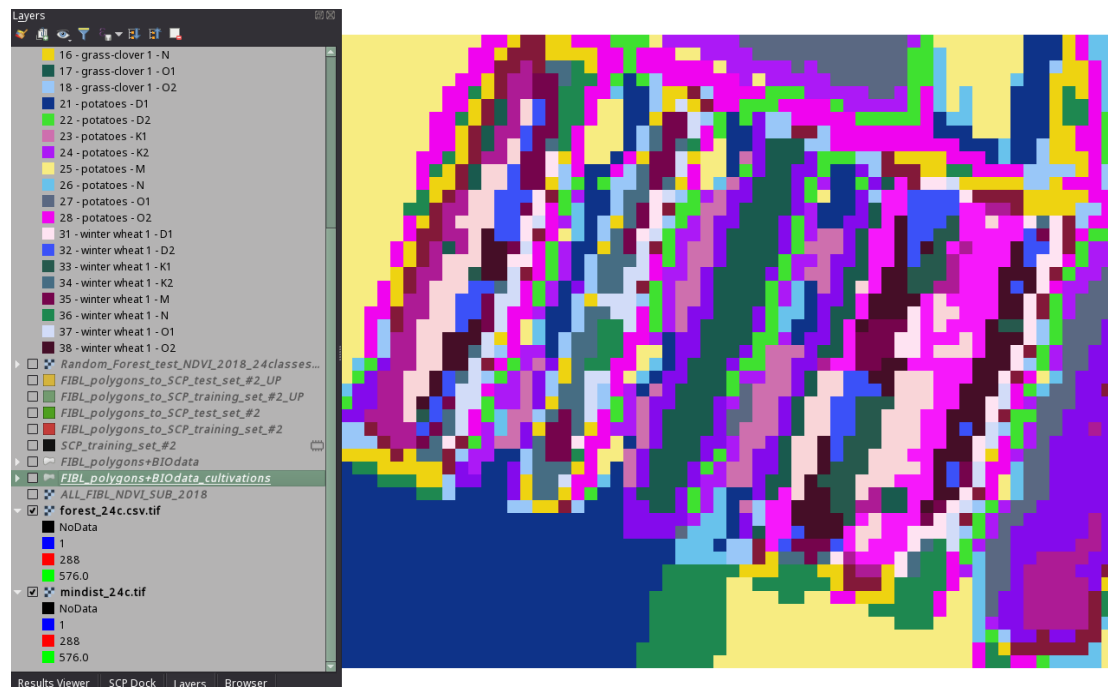 Layers
16 - grass-clover 1 - N
17 - grass-clover 1 - O1
18 - grass-clover 1 - O2
21 - potatoes - D1
22 - potatoes - D2
23 - potatoes - K1
24 - potatoes - K2
25 - potatoes - M
26 - potatoes - N
27 - potatoes - O1
28 - potatoes - O2
31 - winter wheat 1 - D1
32 - winter wheat 1 - D2
33 - winter wheat 1 - K1
34 - winter wheat 1 - K2
35 - winter wheat 1 - M
36 - winter wheat 1 - N
37 - winter wheat 1 - O1
38 - winter wheat 1 - O2
Random_Forest_test_NDVI_2018_24classes...
FIBL_polygons_to_SCP_test_set_#2_UP
FIBL_polygons_to_SCP_training_set_#2_UP
FIBL_polygons_to_SCP_test_set_#2
FIBL_polygons_to_SCP_training_set_#2
SCP_training_set_#2
FIBL_polygons+BIOdata
FIBL_polygons+BIOdata_cultivations
ALL_FIBL_NDVI_SUB_2018
forest_24c.csv.tif
NoData
1
288
576.0
mindist_24c.tif
NoData
1
288
576.0
Results Viewer SCP Dock Layers Browser